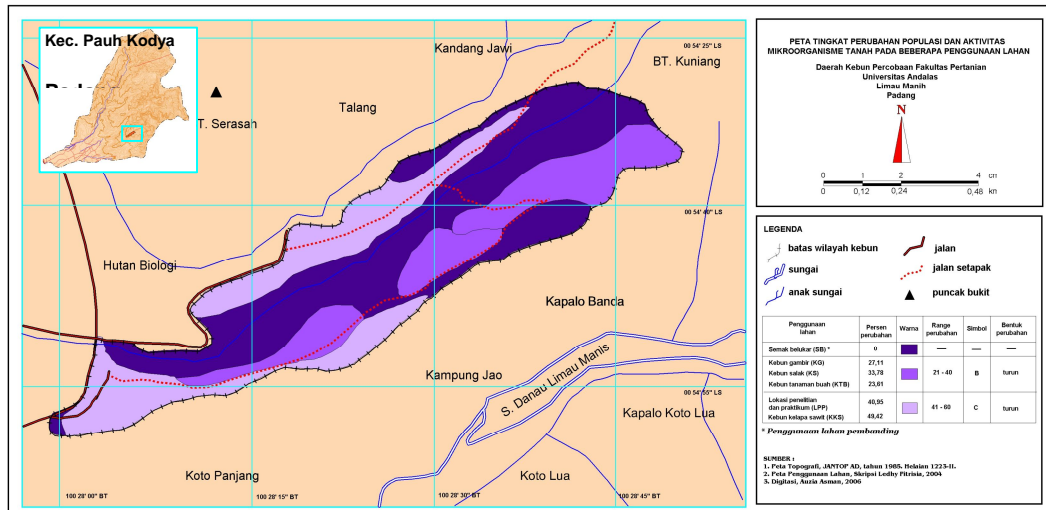 Kec. Pauh Kodya
T. Serasah
Talang
Kandang Jawi
BT. Kuniang
Hutan Biologi
Kapalo Banda
Kampung Jao
S. Danau Limau Manis
Kapalo Koto Lua
Koto Panjang
Koto Lua
00 54' 25" LS
00 54' 40" LS
00 54' 55" LS
100 28' 00" BT
100 28' 15" BT
100 28' 30" BT
100 28' 45" BT
PETA TINGKAT PERUBAHAN POPULASI DAN AKTIVITAS
MIKROORGANISME TANAH PADA BEBERAPA PENGGUNAAN LAHAN
Daerah Kebun Percobaan Fakultas Pertanian
Universitas Andalas
Limau Manih
Padang
N
0 1 2 4 cm
0 0,12 0,24 0,48 kn
LEGENDA
batas wilayah kebun
jalan
sungai
jalan setapak
anak sungai
puncak bukit
Penggunaan lahan Persen perubahan Warna Range perubahan Simbol Bentuk perubahan
Semak belukar (SB) * 0 — — —
Kebun gambir (KG) 27,11
Kebun salak (KS) 33,78 21 - 40 B turun
Kebun tanaman buah (KTB) 23,61
Lokasi penelitian
dan praktikum (LPP) 40,95 41 - 60 C turun
Kebun kelapa sawit (KKS) 49,42
* Penggunaan lahan pembanding
SUMBER :
1. Peta Topografi, JANTOP AD, tahun 1985. Helaian 1223-II.
2. Peta Penggunaan Lahan, Skripsi Ledhy Fitrisia, 2004
3. Digitasi, Auzia Asman, 2006